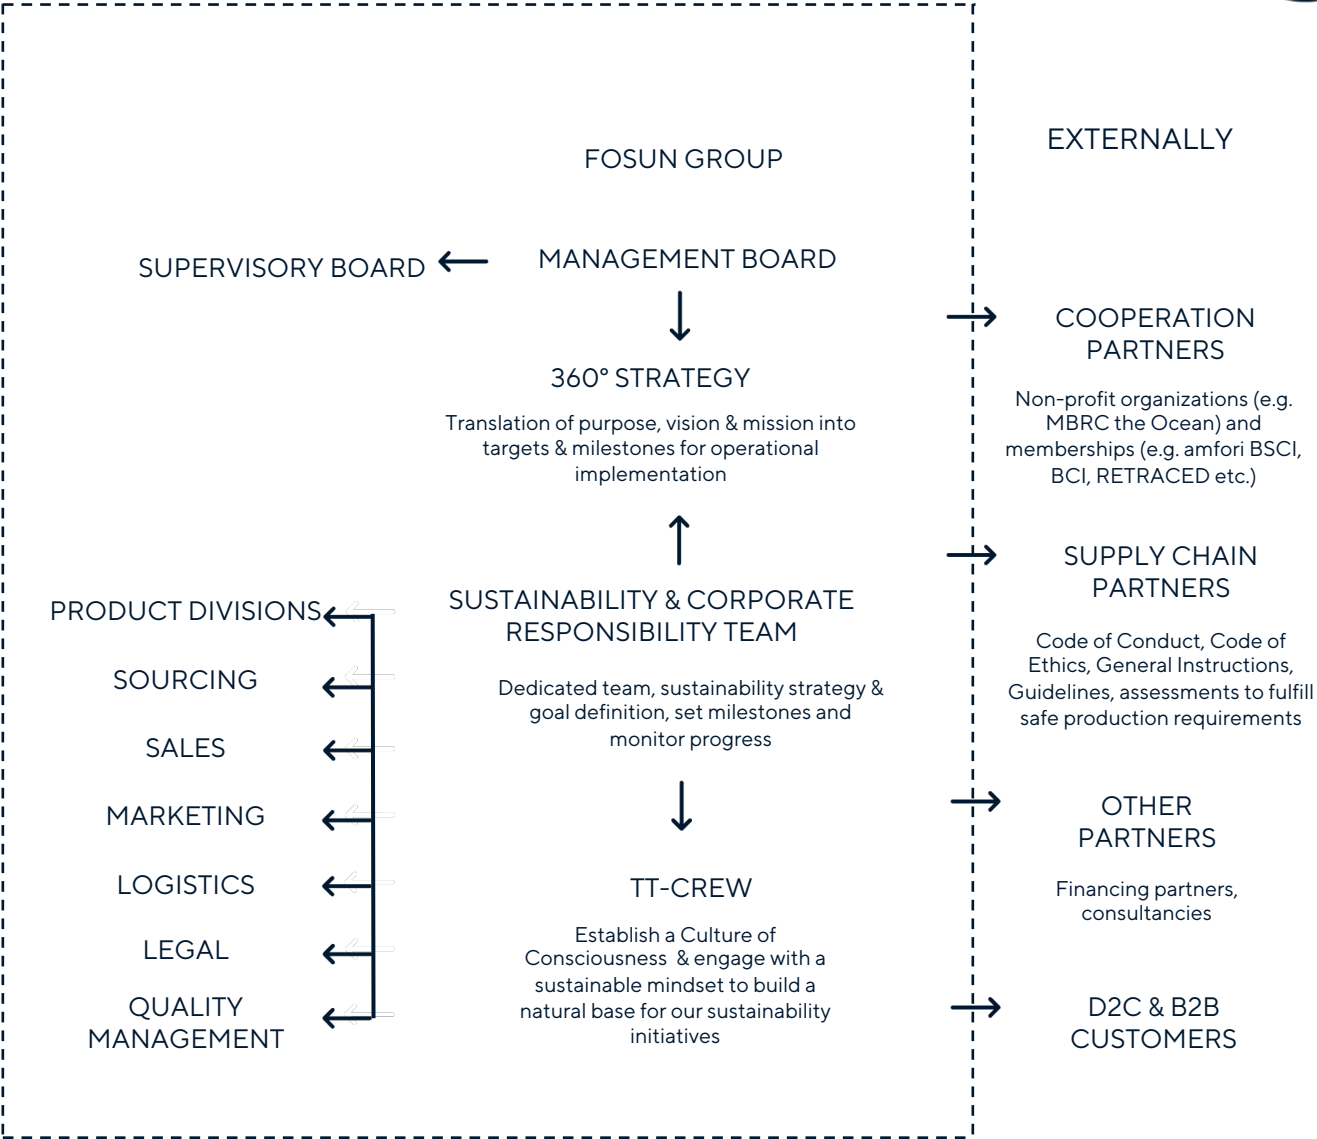 FOSUN GROUP
SUPERVISORY BOARD
MANAGEMENT BOARD
360° STRATEGY
Translation of purpose, vision & mission into
targets & milestones for operational
implementation
SUSTAINABILITY & CORPORATE
RESPONSIBILITY TEAM
Dedicated team, sustainability strategy &
goal definition, set milestones and
monitor progress
TT-CREW
Establish a Culture of
Consciousness & engage with a
sustainable mindset to build a
natural base for our sustainability
initiatives
PRODUCT DIVISIONS
SOURCING
SALES
MARKETING
LOGISTICS
LEGAL
QUALITY
MANAGEMENT
EXTERNALLY
COOPERATION
PARTNERS
Non-profit organizations (e.g.
MBRC the Ocean) and
memberships (e.g. amfori BSCI,
BCI, RETRACED etc.)
SUPPLY CHAIN
PARTNERS
Code of Conduct, Code of
Ethics, General Instructions,
Guidelines, assessments to fulfill
safe production requirements
OTHER
PARTNERS
Financing partners,
consultancies
D2C & B2B
CUSTOMERS